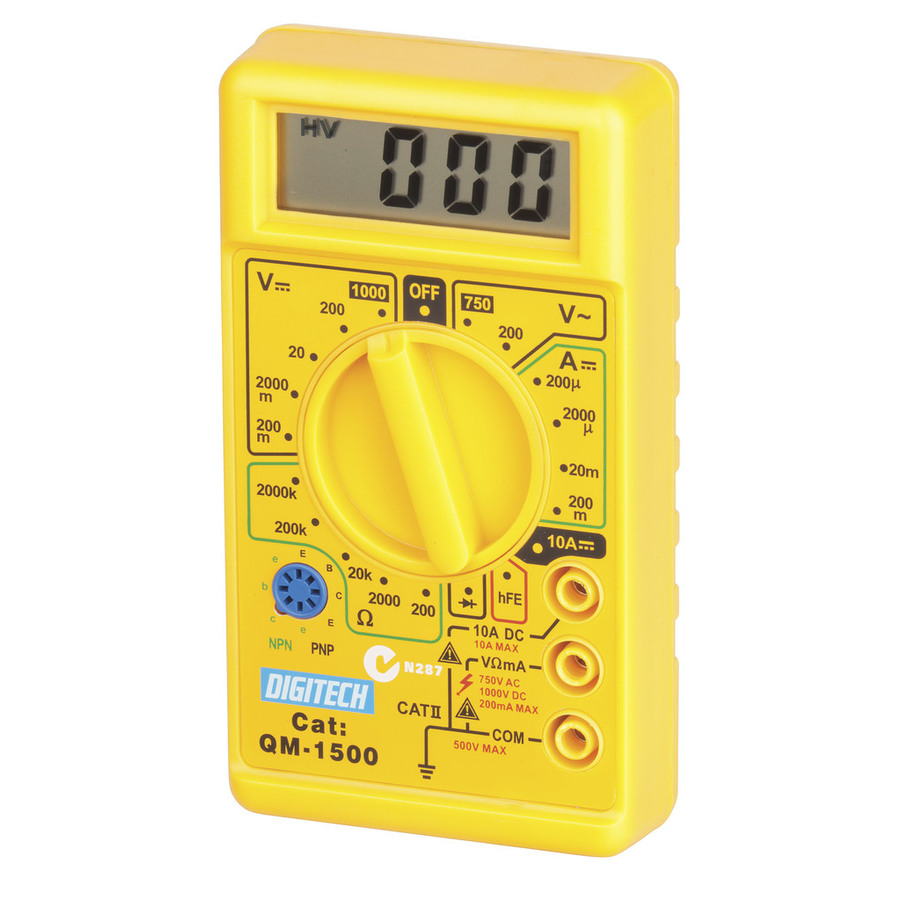 HV 000
V⎓ 1000 OFF 750 V~
200 200
A⎓
20 200µ
2000
m
2000
µ
200
m
20m
2000k 200
m
200k 10A⎓
e E B
20k
b C
2000 hFE
200
c e E
Ω
NPN PNP
10A DC
10A MAX
N287 VΩmA
750V AC
1000V DC
200mA MAX
DIGITECH
CAT II
Cat:
COM
QM-1500
500V MAX